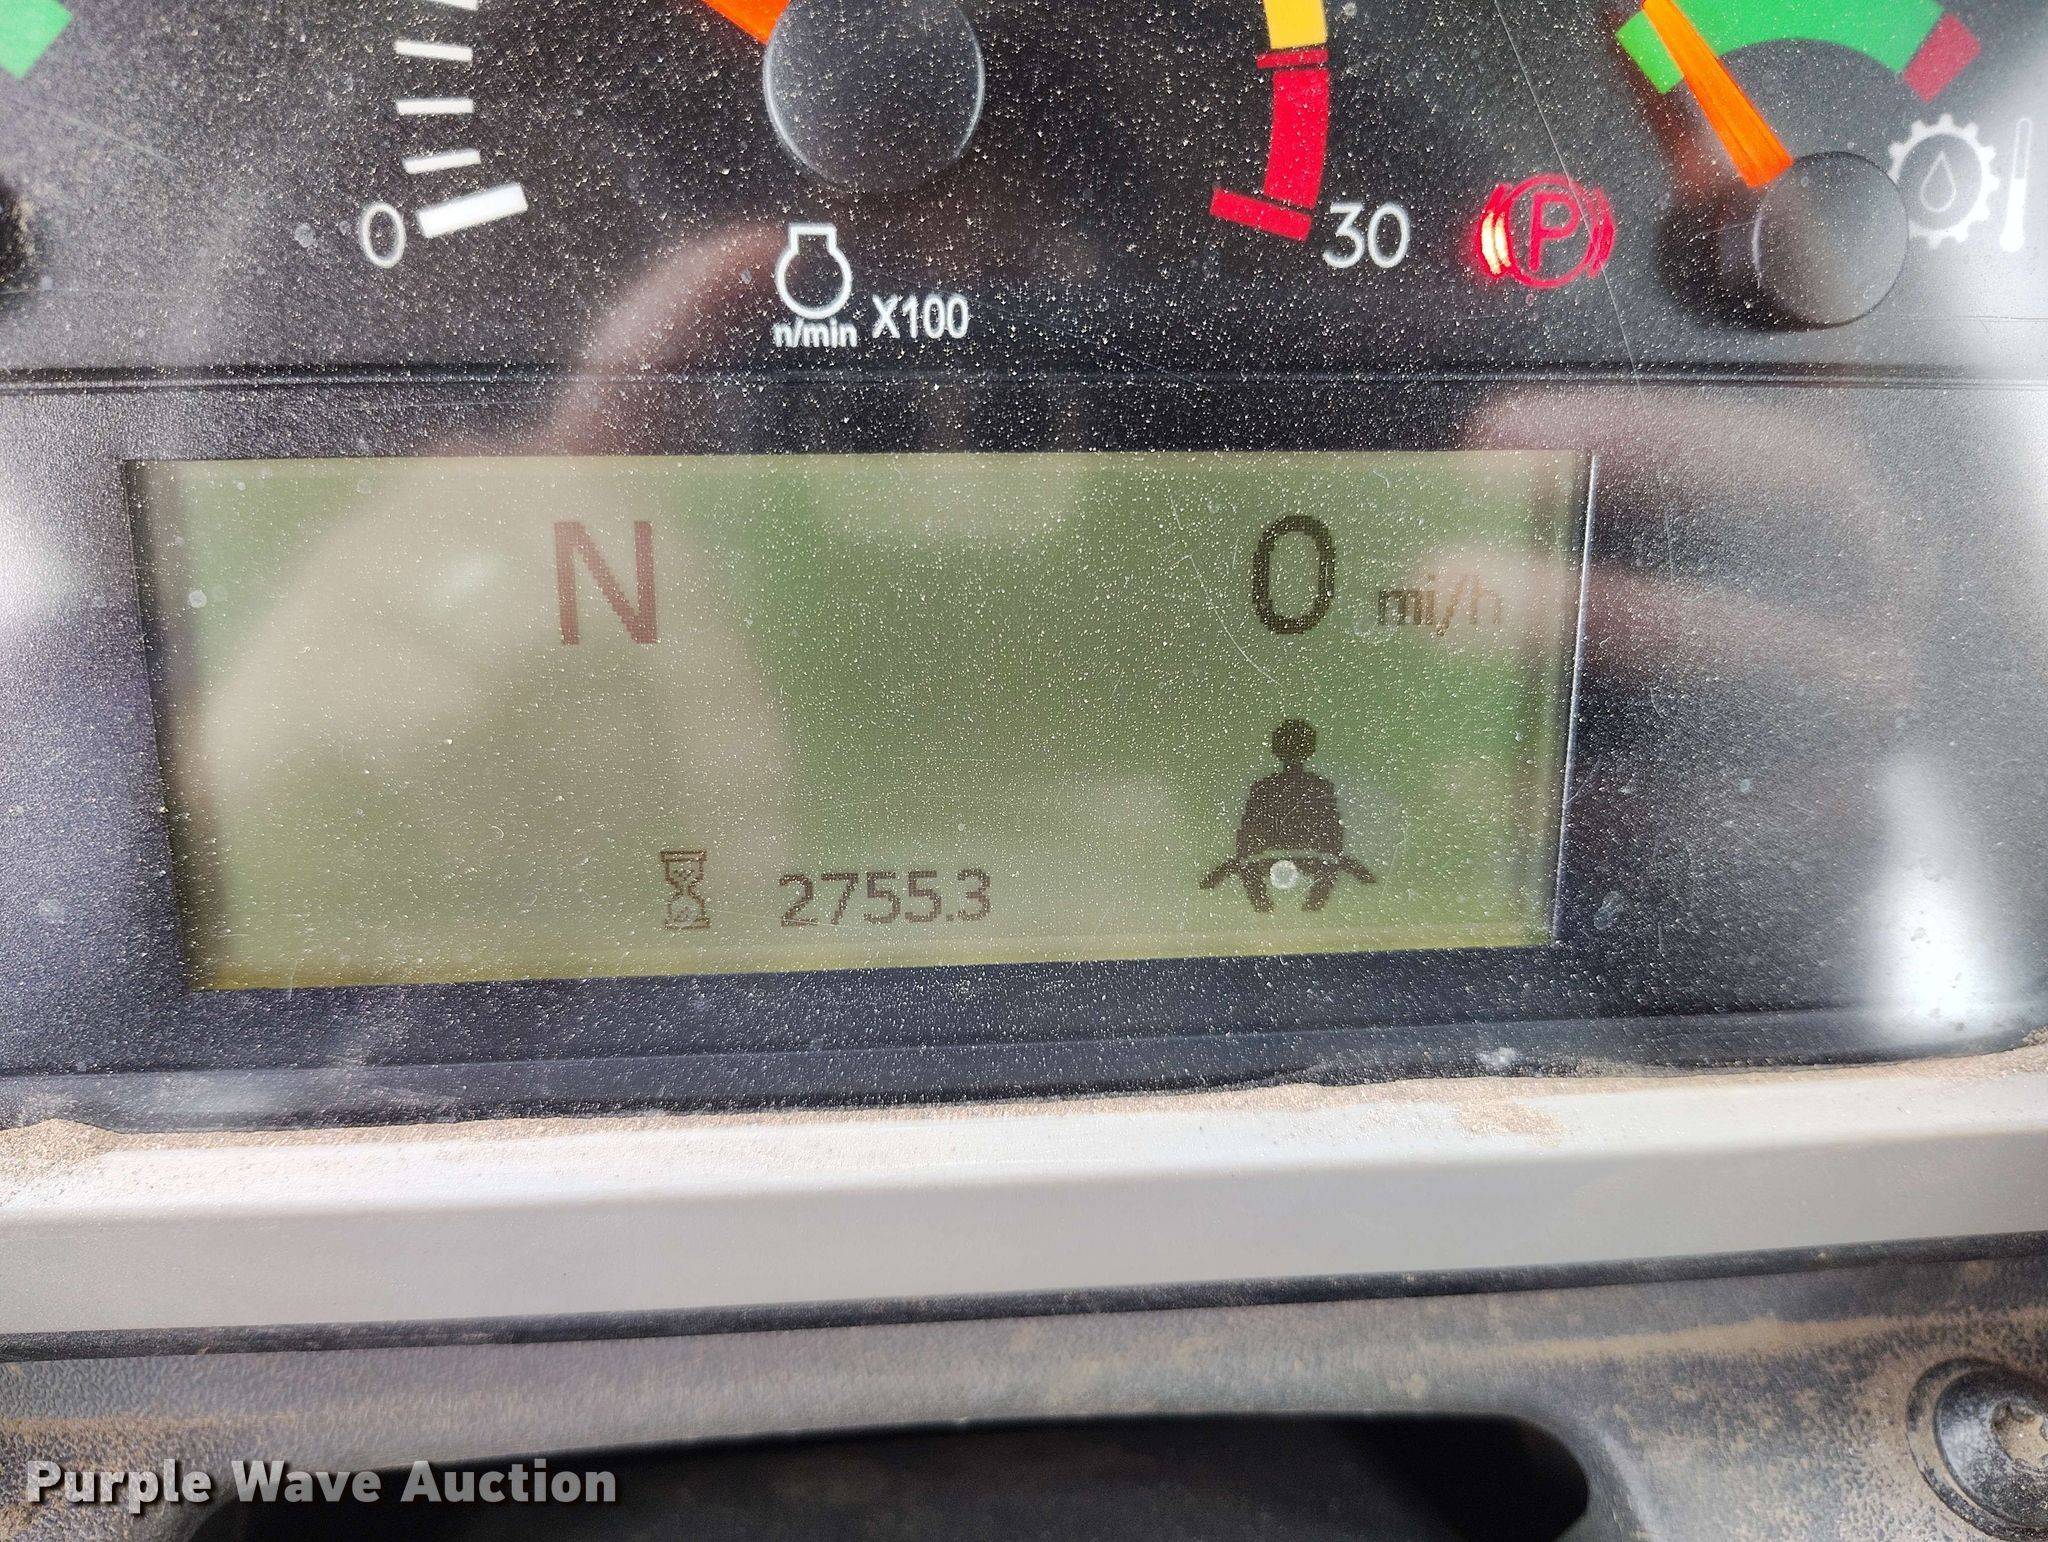 0
30
P
n/min X100
N 0 mi/h
2755.3
Purple Wave Auction